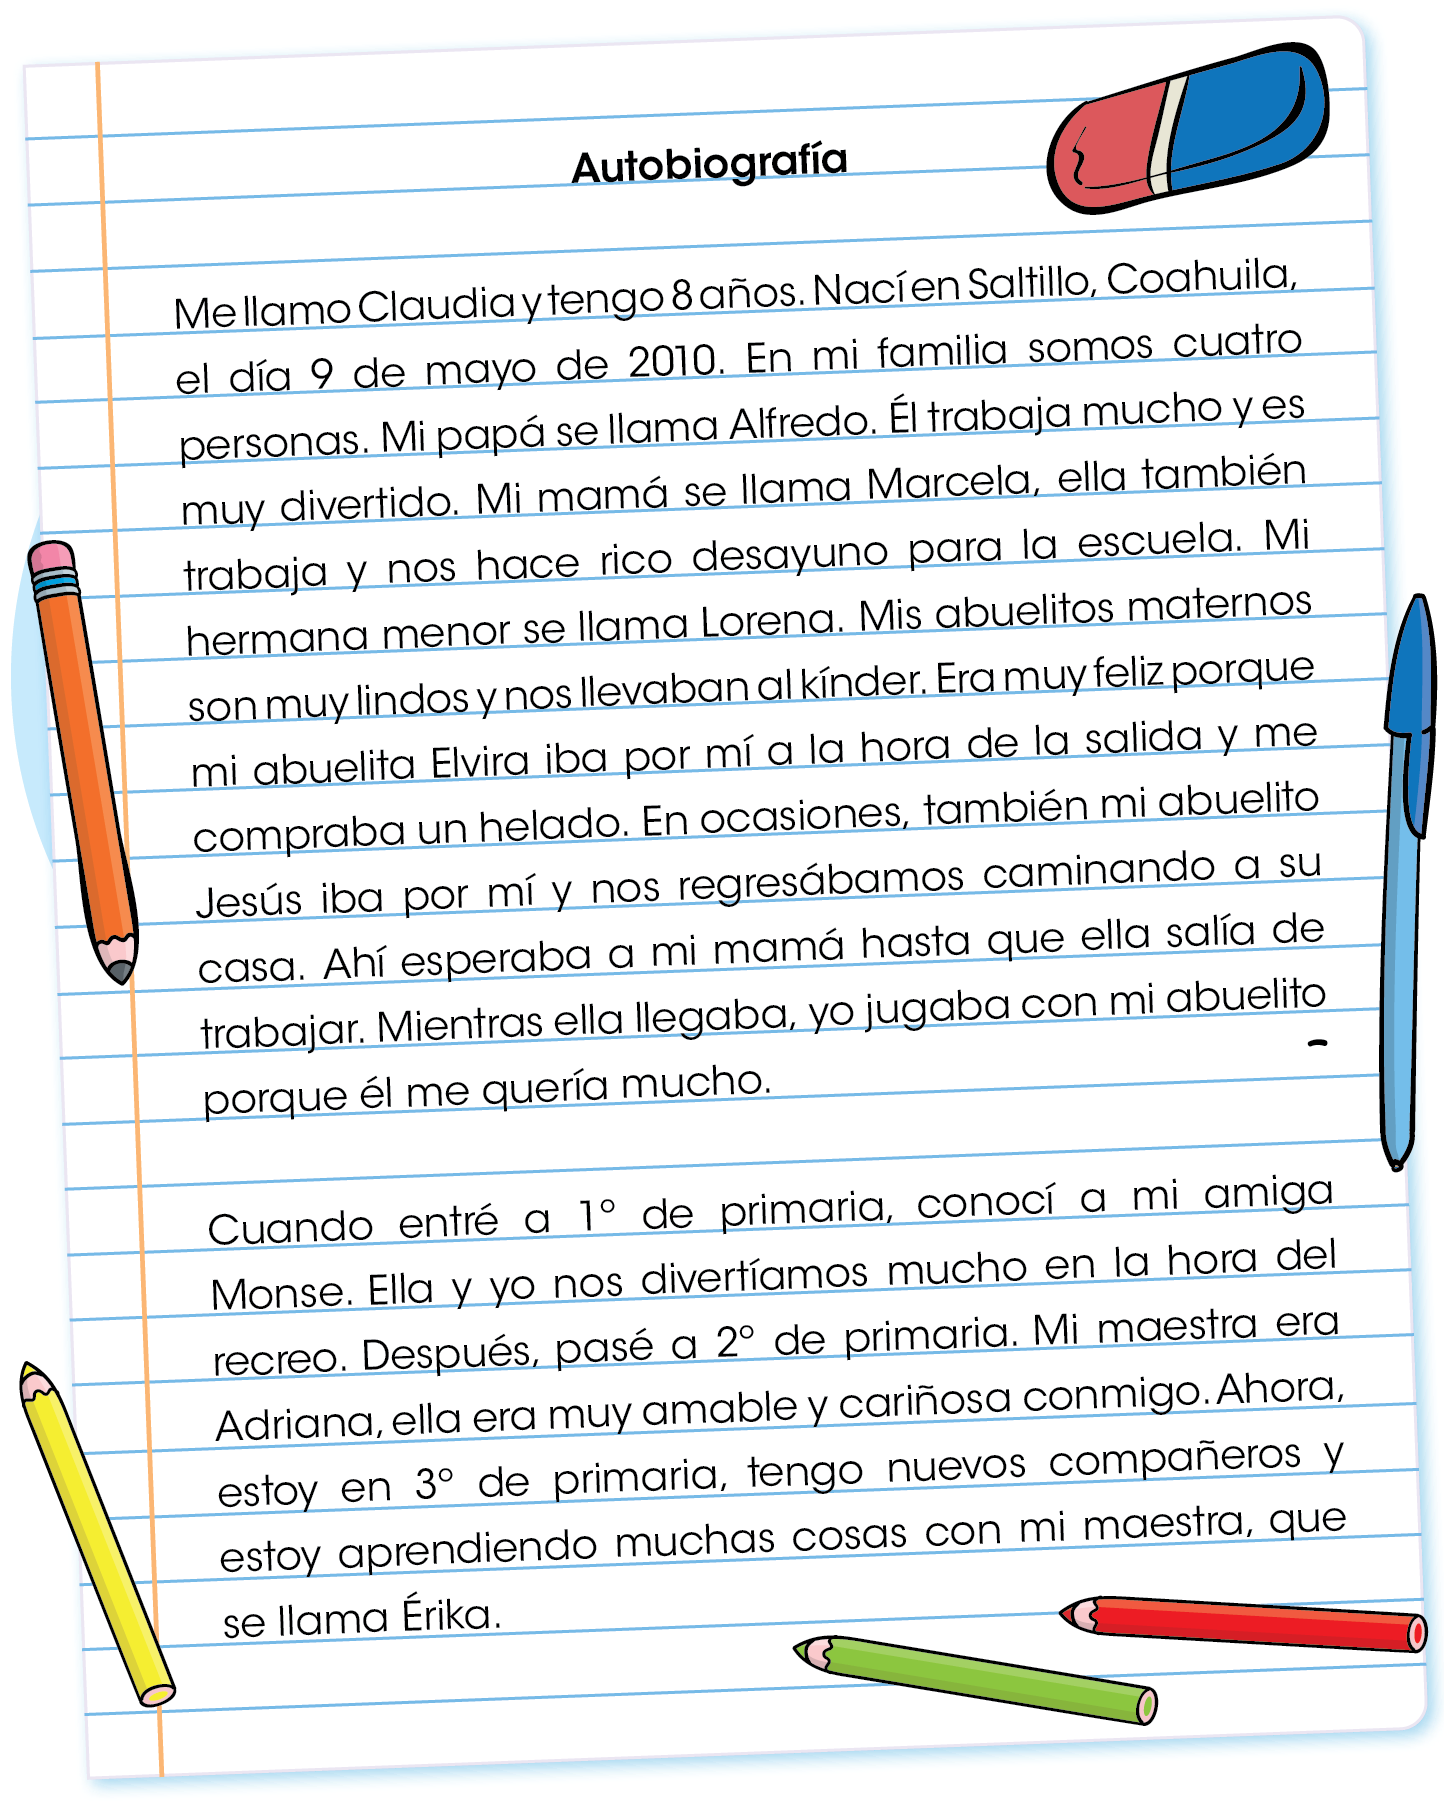 Autobiografía
Me llamo Claudia y tengo 8 años. Nací en Saltillo, Coahuila,
el día 9 de mayo de 2010. En mi familia somos cuatro
personas. Mi papá se llama Alfredo. Él trabaja mucho y es
muy divertido. Mi mamá se llama Marcela, ella también
trabaja y nos hace rico desayuno para la escuela. Mi
hermana menor se llama Lorena. Mis abuelitos maternos
son muy lindos y nos llevaban al kínder. Era muy feliz porque
mi abuelita Elvira iba por mí a la hora de la salida y me
compraba un helado. En ocasiones, también mi abuelito
Jesús iba por mí y nos regresábamos caminando a su
casa. Ahí esperaba a mi mamá hasta que ella salía de
trabajar. Mientras ella llegaba, yo jugaba con mi abuelito
porque él me quería mucho.
Cuando entré a 1° de primaria, conocí a mi amiga
Monse. Ella y yo nos divertíamos mucho en la hora del
recreo. Después, pasé a 2° de primaria. Mi maestra era
Adriana, ella era muy amable y cariñosa conmigo. Ahora,
estoy en 3° de primaria, tengo nuevos compañeros y
estoy aprendiendo muchas cosas con mi maestra, que
se llama Érika.